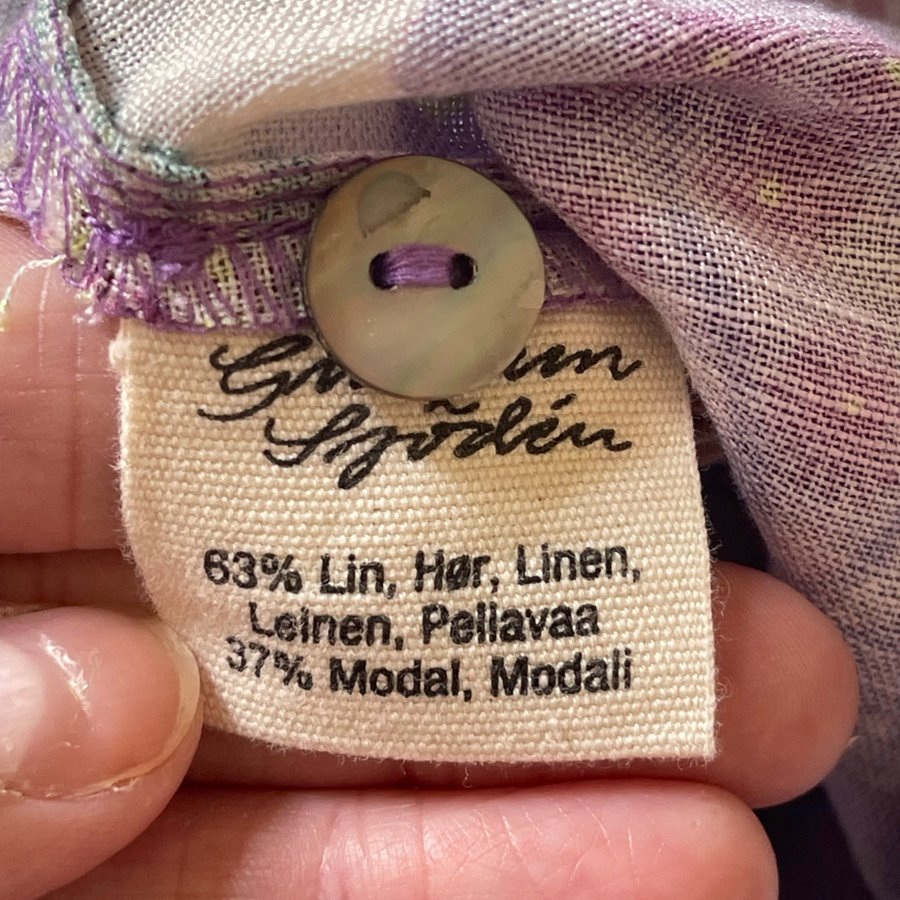 Sjödén
63% Lin, Hør, Linen,
Leinen, Pellavaa
37% Modal, Modali